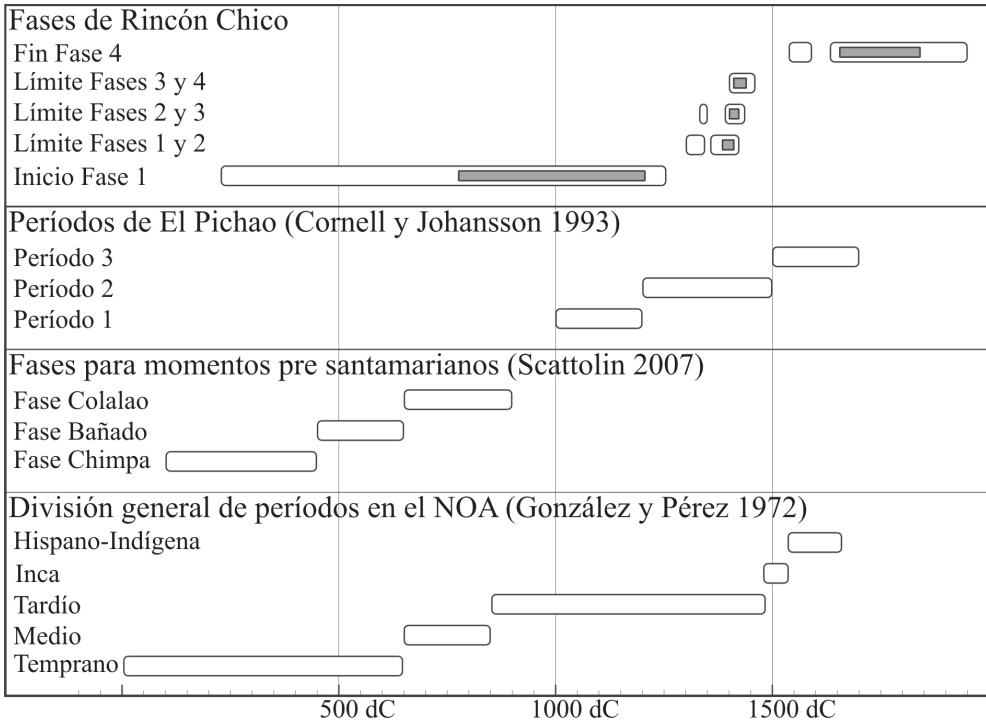 Fases de Rincón Chico
Fin Fase 4
Límite Fases 3 y 4
Límite Fases 2 y 3
Límite Fases 1 y 2
Inicio Fase 1
Períodos de El Pichao (Cornell y Johansson 1993)
Período 3
Período 2
Período 1
Fases para momentos pre santamarianos (Scattolin 2007)
Fase Colalao
Fase Bañado
Fase Chimpa
División general de períodos en el NOA (González y Pérez 1972)
Hispano-Indígena
Inca
Tardío
Medio
Temprano
500 dC 1000 dC 1500 dC